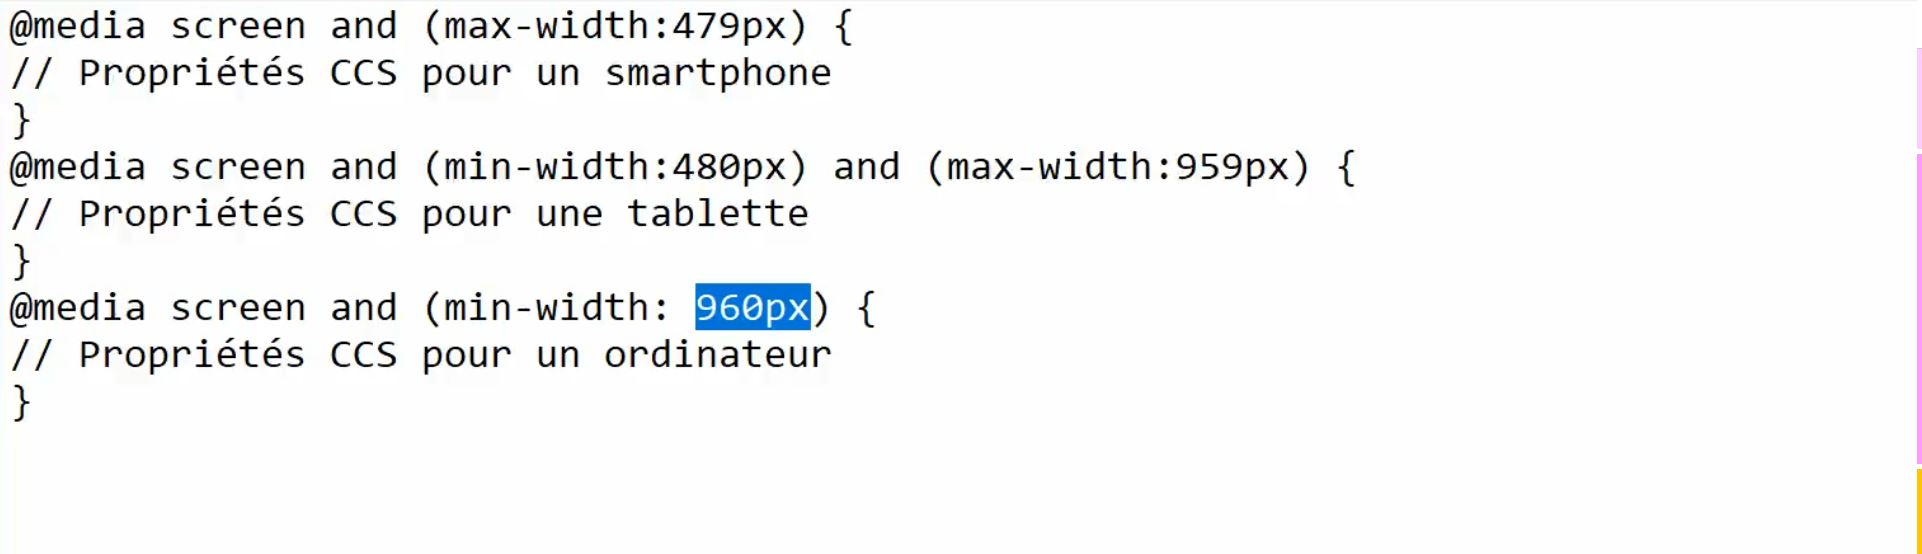 @media screen and (max-width:479px) {
// Propriétés CCS pour un smartphone
}
@media screen and (min-width:480px) and (max-width:959px) {
// Propriétés CCS pour une tablette
}
@media screen and (min-width: 960px) {
// Propriétés CCS pour un ordinateur
}